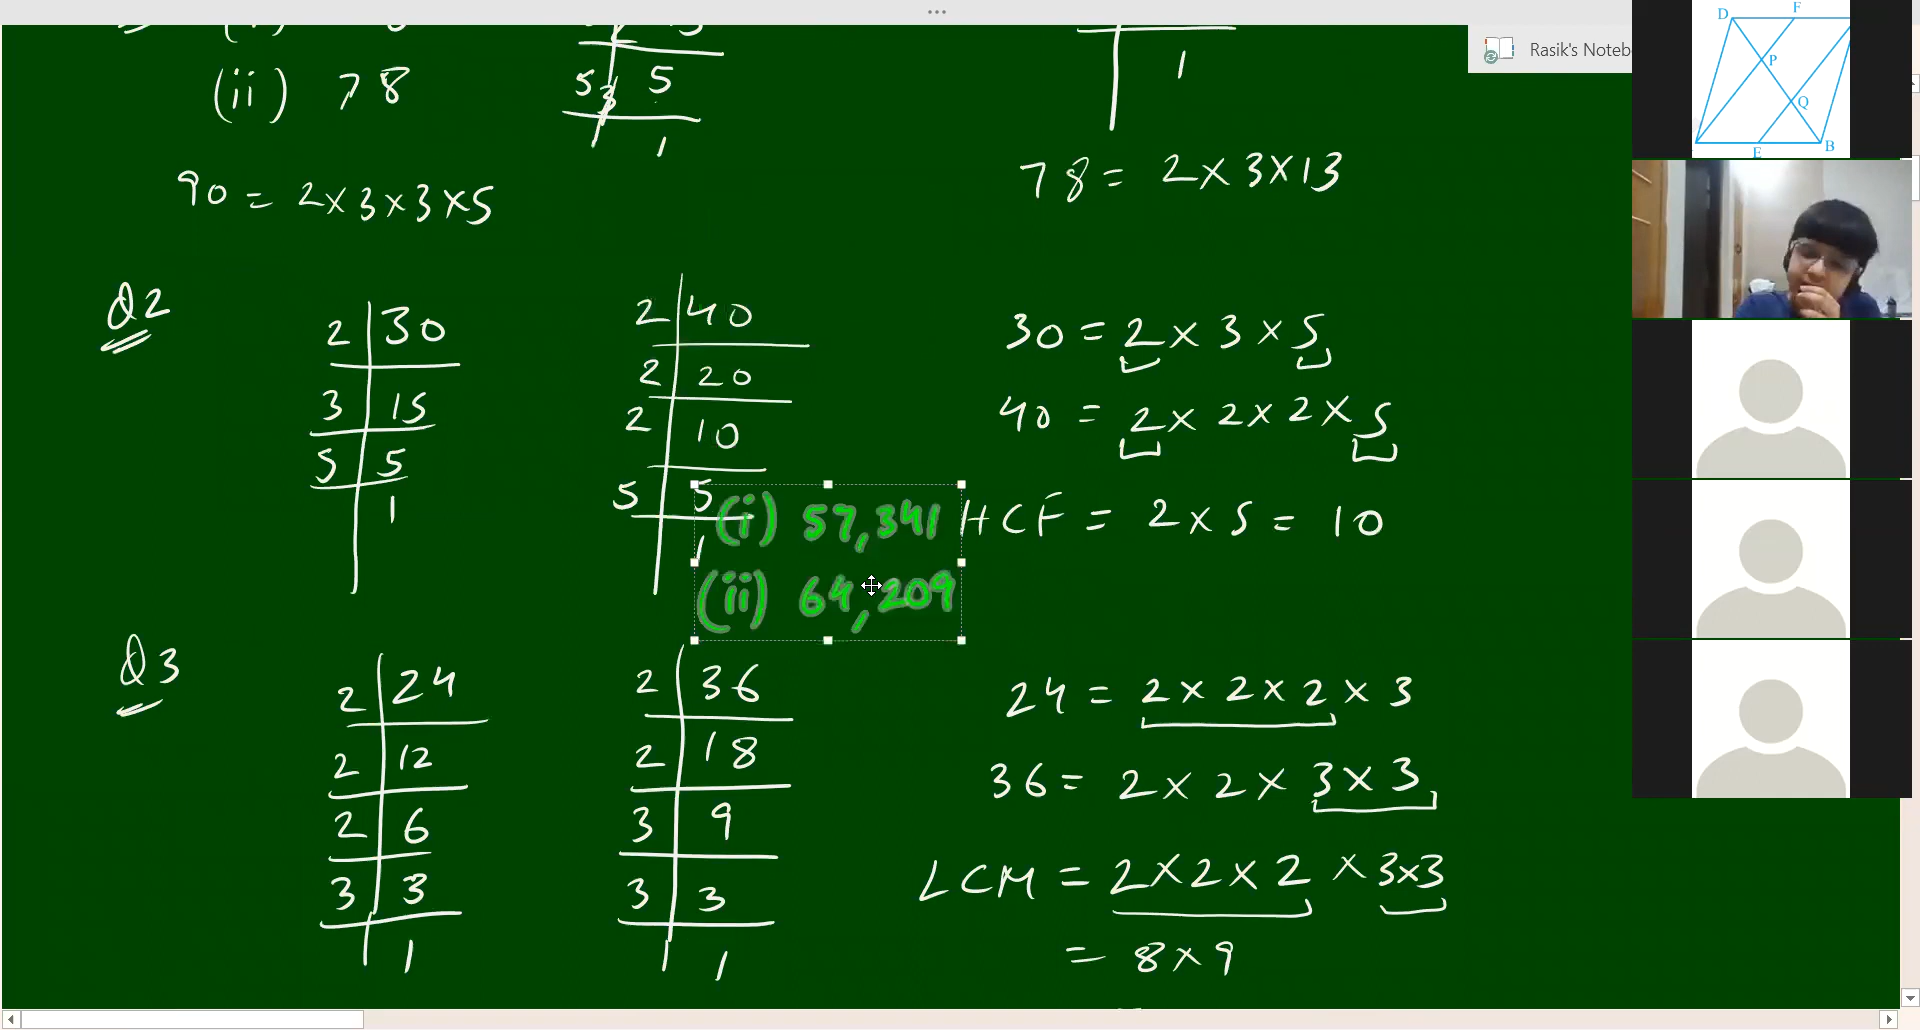 (ii) 78
5 5
1
1
90 = 2×3×3×5
78 = 2×3×13
Q2
2 30
3 15
5 5
1
2 40
2 20
2 10
5 5
1
30 = 2 × 3 × 5
40 = 2 × 2 × 2 × 5
HCF = 2 × 5 = 10
(i) 57,341
(ii) 64,209
Q3
2 24
2 12
2 6
3 3
1
2 36
2 18
3 9
3 3
1
24 = 2 × 2 × 2 × 3
36 = 2 × 2 × 3 × 3
LCM = 2 × 2 × 2 × 3×3
= 8 × 9
Rasik's Noteb
D F
P
Q
E B